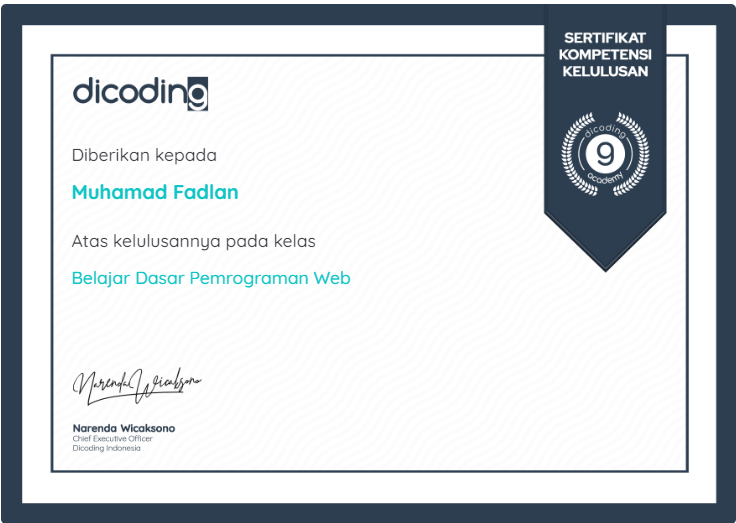 SERTIFIKAT
KOMPETENSI
KELULUSAN
dicoding
dicoding
academy
Diberikan kepada
Muhamad Fadlan
Atas kelulusannya pada kelas
Belajar Dasar Pemrograman Web
Narenda Wicaksono
Narenda Wicaksono
Chief Executive Officer
Dicoding Indonesia